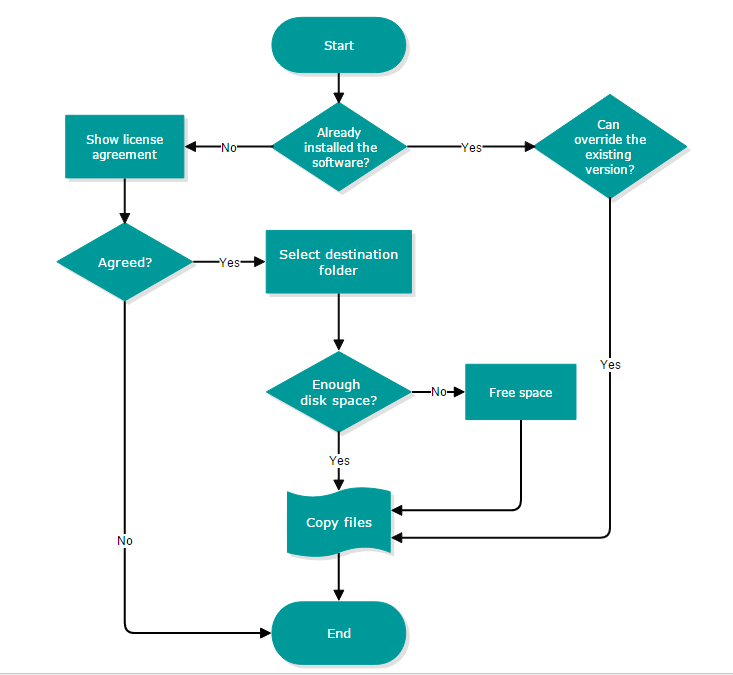 Start
Already
installed the
software?
No
Yes
Show license
agreement
Can
override the
existing
version?
Agreed?
Yes
Select destination
folder
Yes
Enough
disk space?
No
Free space
Yes
Copy files
No
End